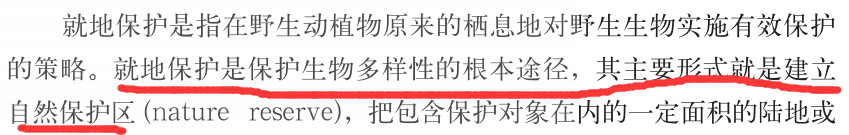 就地保护是指在野生动植物原来的栖息地对野生生物实施有效保护
的策略。就地保护是保护生物多样性的根本途径，其主要形式就是建立
自然保护区(nature reserve)，把包含保护对象在内的一定面积的陆地或